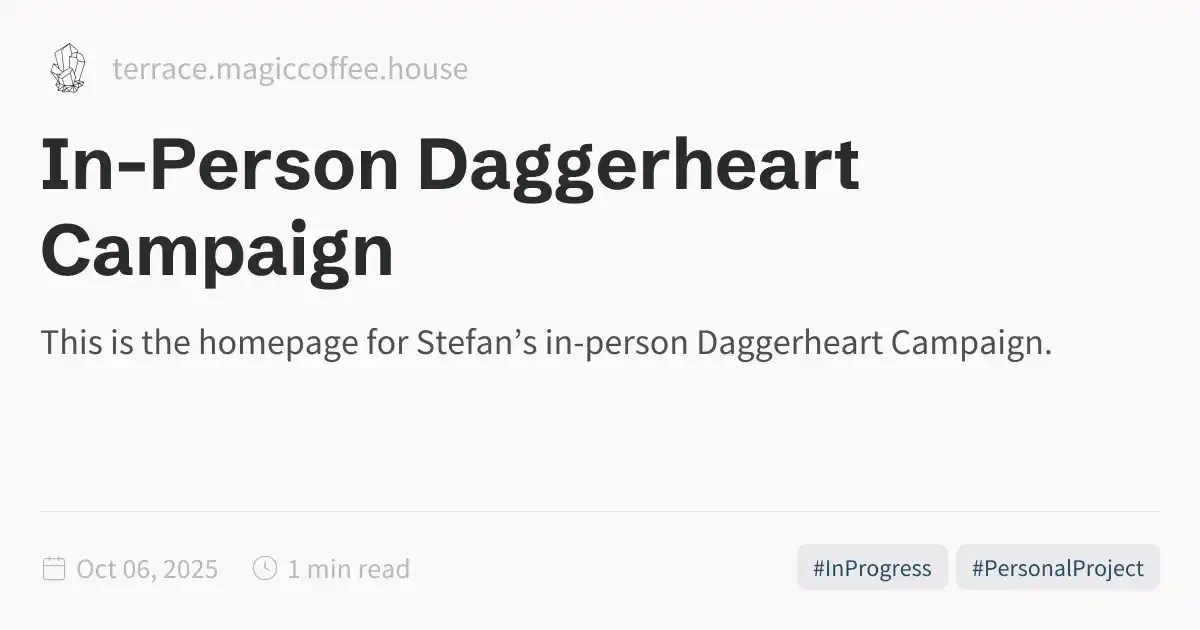 terrace.magiccoffee.house
In-Person Daggerheart
Campaign
This is the homepage for Stefan’s in-person Daggerheart Campaign.
Oct 06, 2025 1 min read #InProgress #PersonalProject